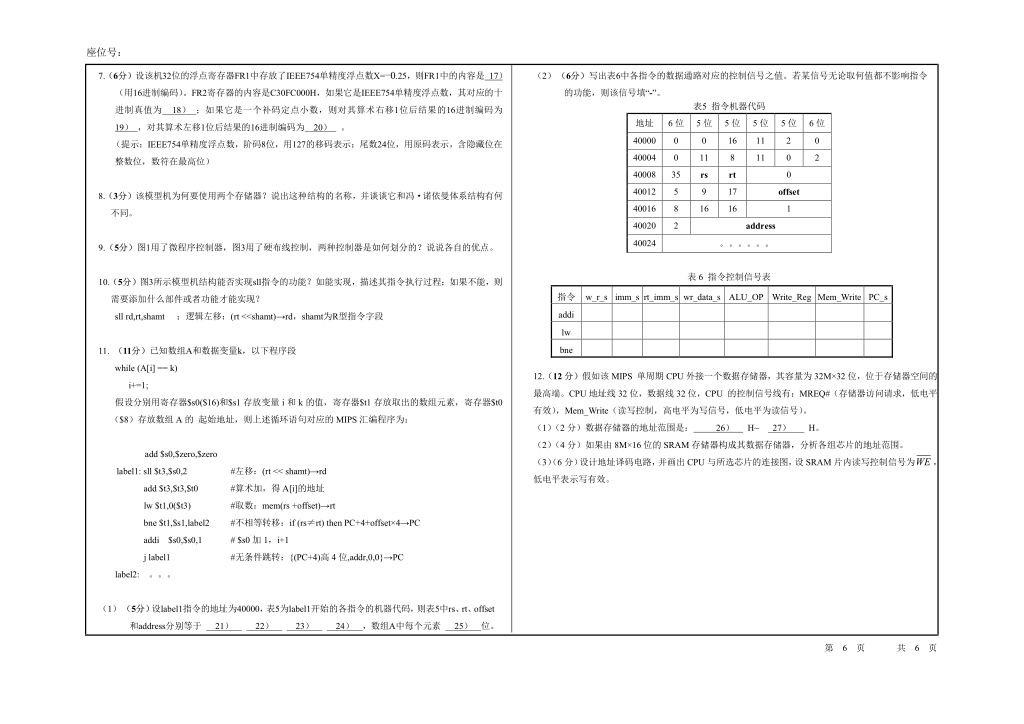 座位号：
7.（6分）设该机32位的浮点寄存器FR1中存放了IEEE754单精度浮点数X=−0.25，则FR1中的内容是 17）
（用16进制编码）。FR2寄存器的内容是C30FC000H，如果它是IEEE754单精度浮点数，其对应的十
进制真值为 18） ；如果它是一个补码定点小数，则对其算术右移1位后结果的16进制编码为
19） ，对其算术左移1位后结果的16进制编码为 20） 。
（提示：IEEE754单精度浮点数，阶码8位，用127的移码表示；尾数24位，用原码表示，含隐藏位在
整数位，数符在最高位）
8.（3分）该模型机为何要使用两个存储器？说出这种结构的名称，并谈谈它和冯·诺依曼体系结构有何
不同。
9.（5分）图1用了微程序控制器，图3用了硬布线控制，两种控制器是如何划分的？说说各自的优点。
10.（5分）图3所示模型机结构能否实现sll指令的功能？如能实现，描述其指令执行过程；如果不能，则
需要添加什么部件或者功能才能实现？
sll rd,rt,shamt ；逻辑左移：(rt <<shamt)→rd，shamt为R型指令字段
11. （11分）已知数组A和数据变量k，以下程序段
while (A[i] == k)
i+=1;
假设分别用寄存器$s0($16)和$s1 存放变量 i 和 k 的值，寄存器$t1 存放取出的数组元素，寄存器$t0
（$8）存放数组 A 的 起始地址，则上述循环语句对应的 MIPS 汇编程序为：
add $s0,$zero,$zero
label1: sll $t3,$s0,2 #左移：(rt << shamt)→rd
add $t3,$t3,$t0 #算术加，得 A[i]的地址
lw $t1,0($t3) #取数：mem(rs +offset)→rt
bne $t1,$s1,label2 #不相等转移：if (rs≠rt) then PC+4+offset×4→PC
addi $s0,$s0,1 # $s0 加 1，i+1
j label1 #无条件跳转：{(PC+4)高 4 位,addr,0,0}→PC
label2: 。。。
（1）（5分）设label1指令的地址为40000，表5为label1开始的各指令的机器代码，则表5中rs、rt、offset
和address分别等于 21） 22） 23） 24） ，数组A中每个元素 25） 位。
（2）（6分）写出表6中各指令的数据通路对应的控制信号之值。若某信号无论取何值都不影响指令
的功能，则该信号填“-”。
表5 指令机器代码
地址 6 位 5 位 5 位 5 位 5 位 6 位
40000 0 0 16 11 2 0
40004 0 11 8 11 0 2
40008 35 rs rt 0
40012 5 9 17 offset
40016 8 16 16 1
40020 2 address
40024 。。。。。。
表 6 指令控制信号表
指令 w_r_s imm_s rt_imm_s wr_data_s ALU_OP Write_Reg Mem_Write PC_s
addi
lw
bne
12.（12 分）假如该 MIPS 单周期 CPU 外接一个数据存储器，其容量为 32M×32 位，位于存储器空间的
最高端。CPU 地址线 32 位，数据线 32 位，CPU 的控制信号线有：MREQ#（存储器访问请求，低电平
有效），Mem_Write（读写控制，高电平为写信号，低电平为读信号）。
（1）（2 分）数据存储器的地址范围是： 26） H~ 27） H。
（2）（4 分）如果由 8M×16 位的 SRAM 存储器构成其数据存储器，分析各组芯片的地址范围。
（3）（6 分）设计地址译码电路，并画出 CPU 与所选芯片的连接图，设 SRAM 片内读写控制信号为 WE ，
低电平表示写有效。
第 6 页 共 6 页